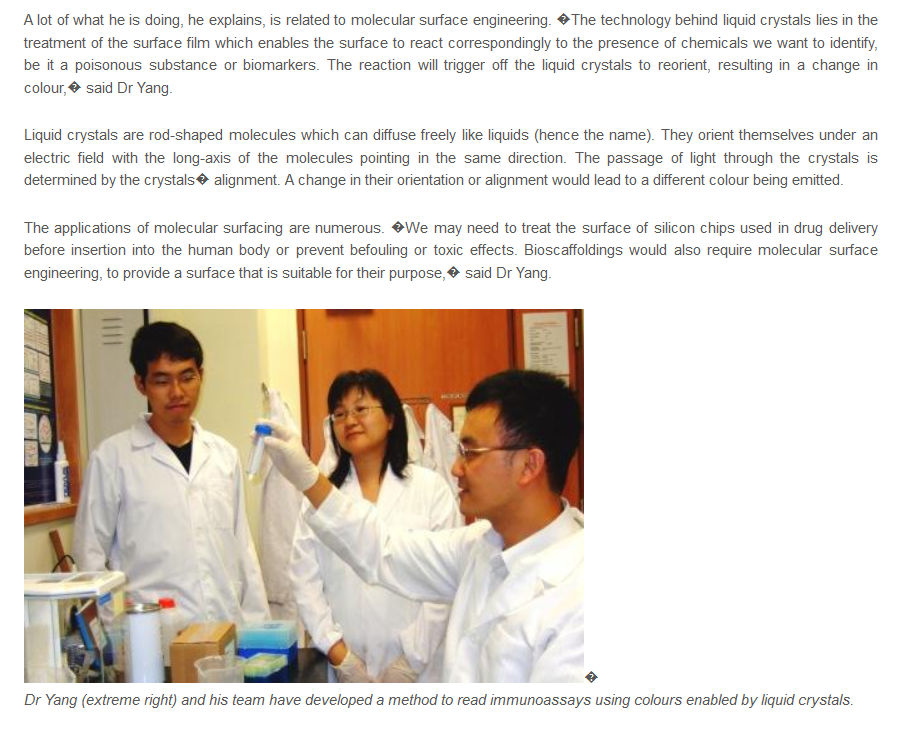 A lot of what he is doing, he explains, is related to molecular surface engineering. �The technology behind liquid crystals lies in the
treatment of the surface film which enables the surface to react correspondingly to the presence of chemicals we want to identify,
be it a poisonous substance or biomarkers. The reaction will trigger off the liquid crystals to reorient, resulting in a change in
colour,� said Dr Yang.
Liquid crystals are rod-shaped molecules which can diffuse freely like liquids (hence the name). They orient themselves under an
electric field with the long-axis of the molecules pointing in the same direction. The passage of light through the crystals is
determined by the crystals� alignment. A change in their orientation or alignment would lead to a different colour being emitted.
The applications of molecular surfacing are numerous. �We may need to treat the surface of silicon chips used in drug delivery
before insertion into the human body or prevent befouling or toxic effects. Bioscaffoldings would also require molecular surface
engineering, to provide a surface that is suitable for their purpose,� said Dr Yang.
�
Dr Yang (extreme right) and his team have developed a method to read immunoassays using colours enabled by liquid crystals.